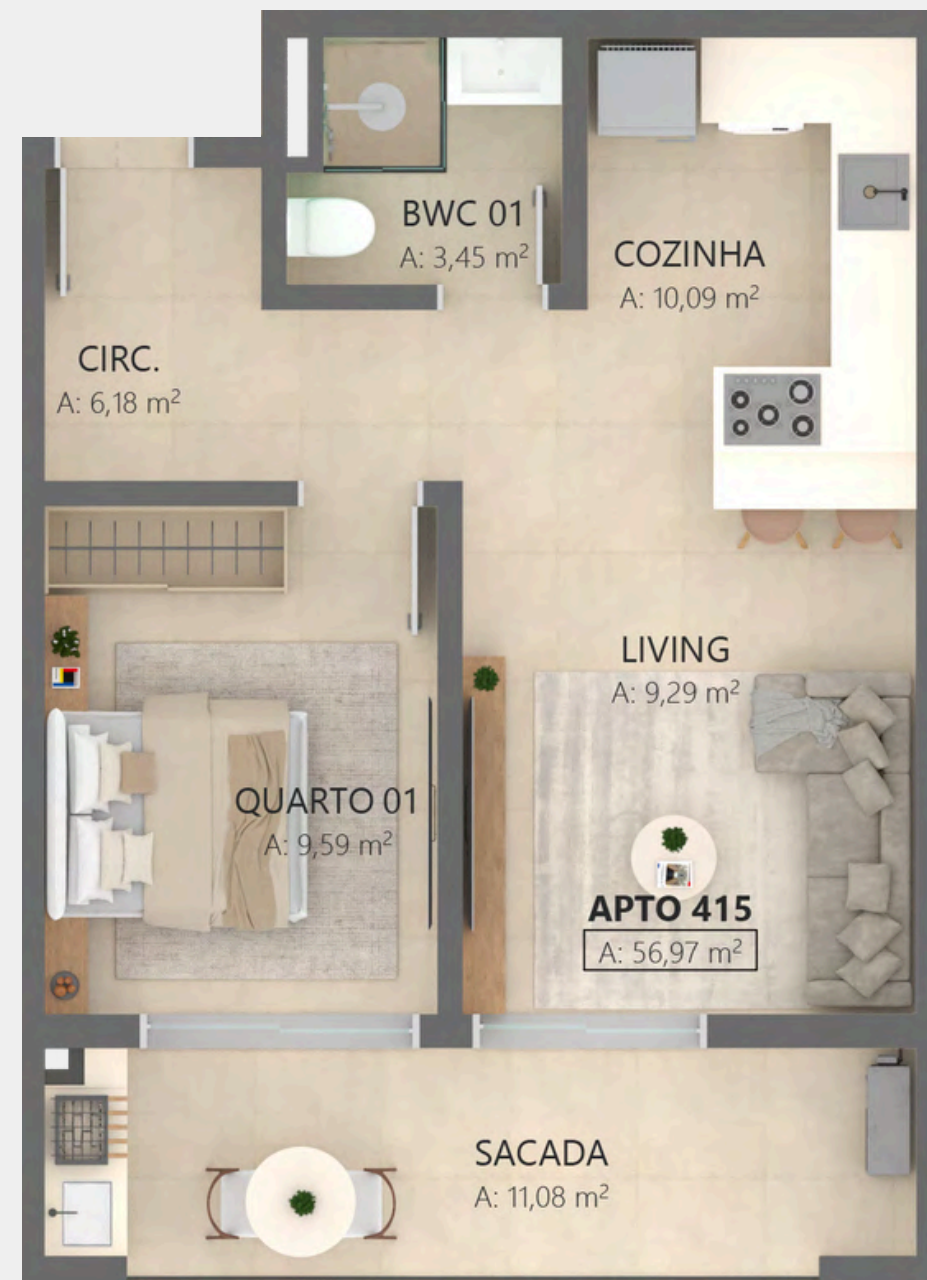 BWC 01
A: 3,45 m²
COZINHA
A: 10,09 m²
CIRC.
A: 6,18 m²
LIVING
A: 9,29 m²
QUARTO 01
A: 9,59 m²
APTO 415
A: 56,97 m²
SACADA
A: 11,08 m²